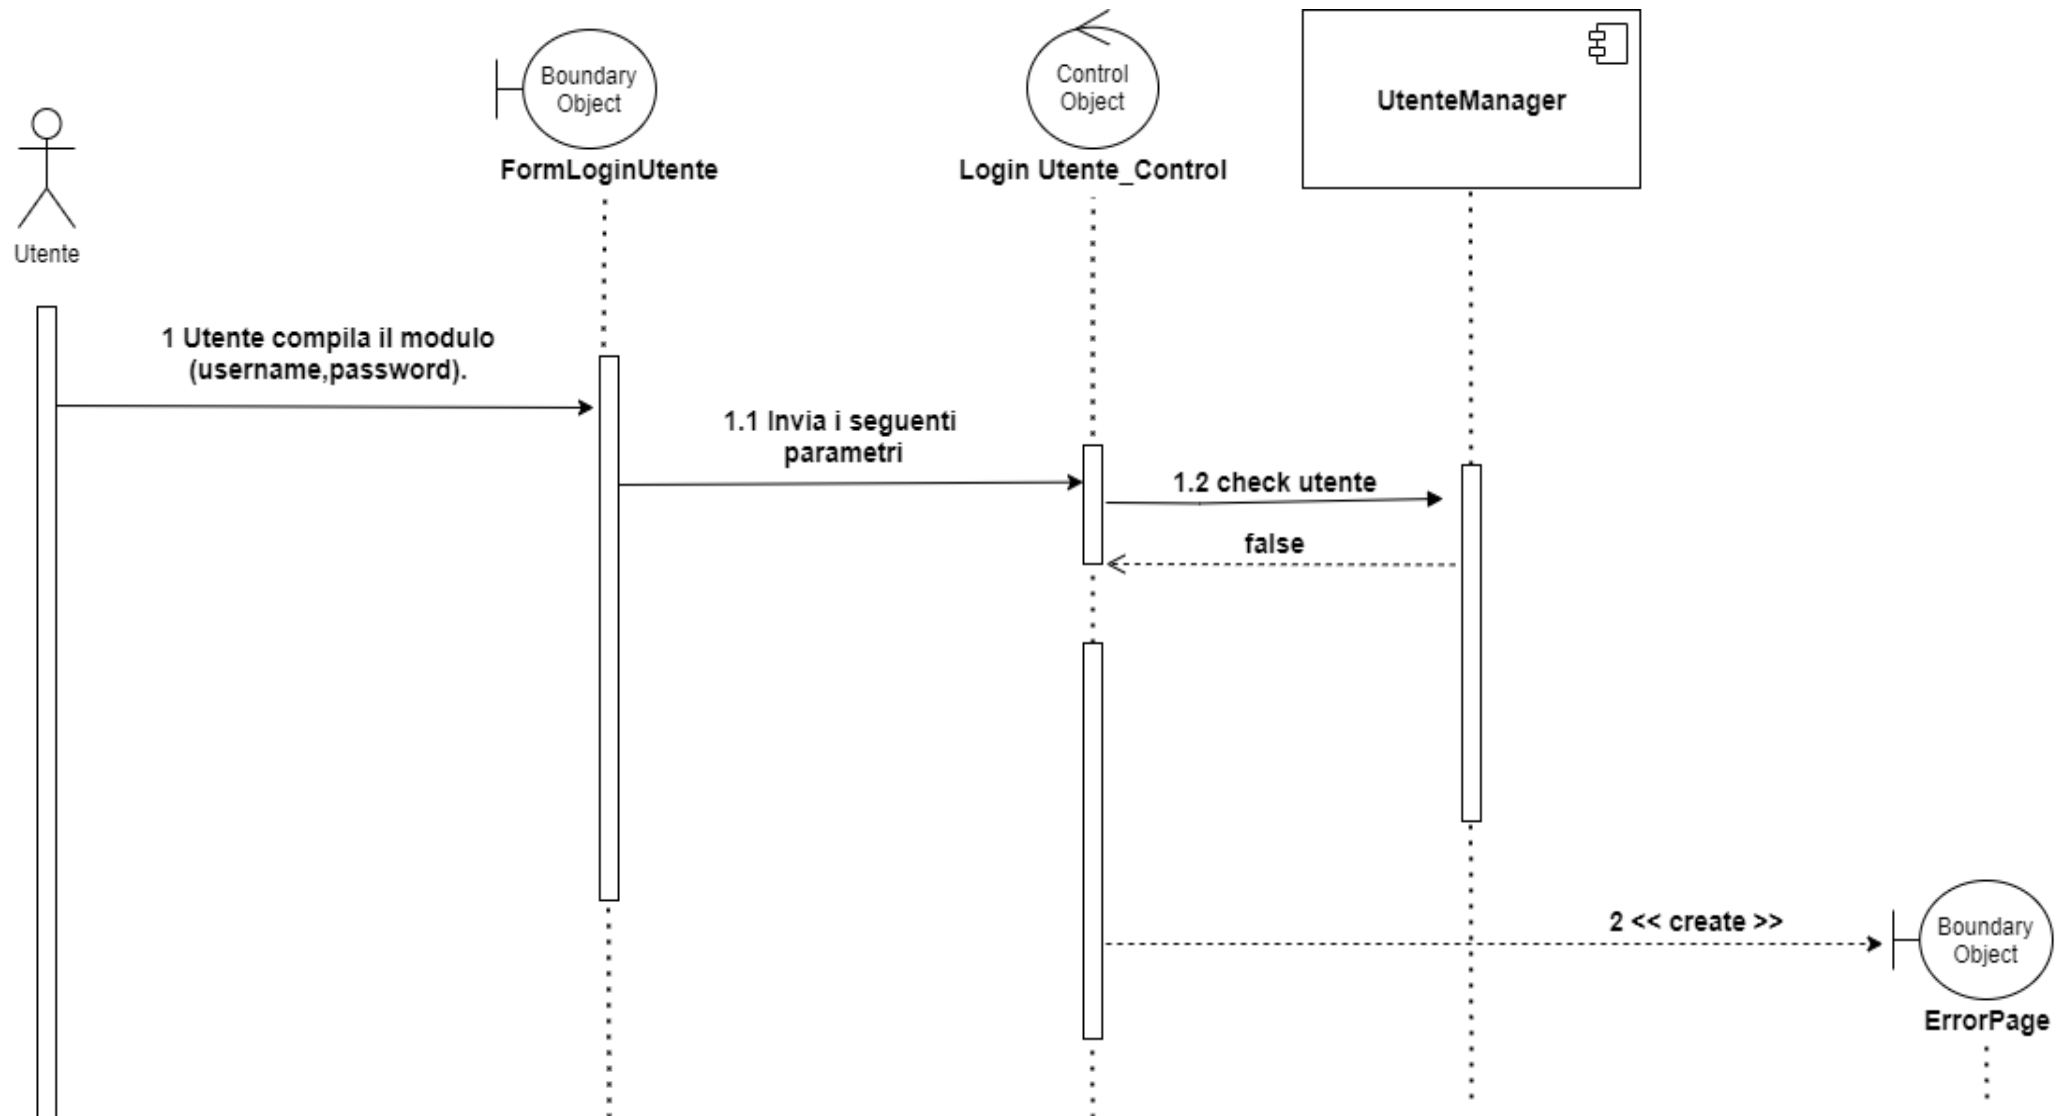 Boundary
Object
FormLoginUtente
Control
Object
Login Utente_Control
UtenteManager
Utente
1 Utente compila il modulo
(username,password).
1.1 Invia i seguenti
parametri
1.2 check utente
false
2 << create >>
Boundary
Object
ErrorPage